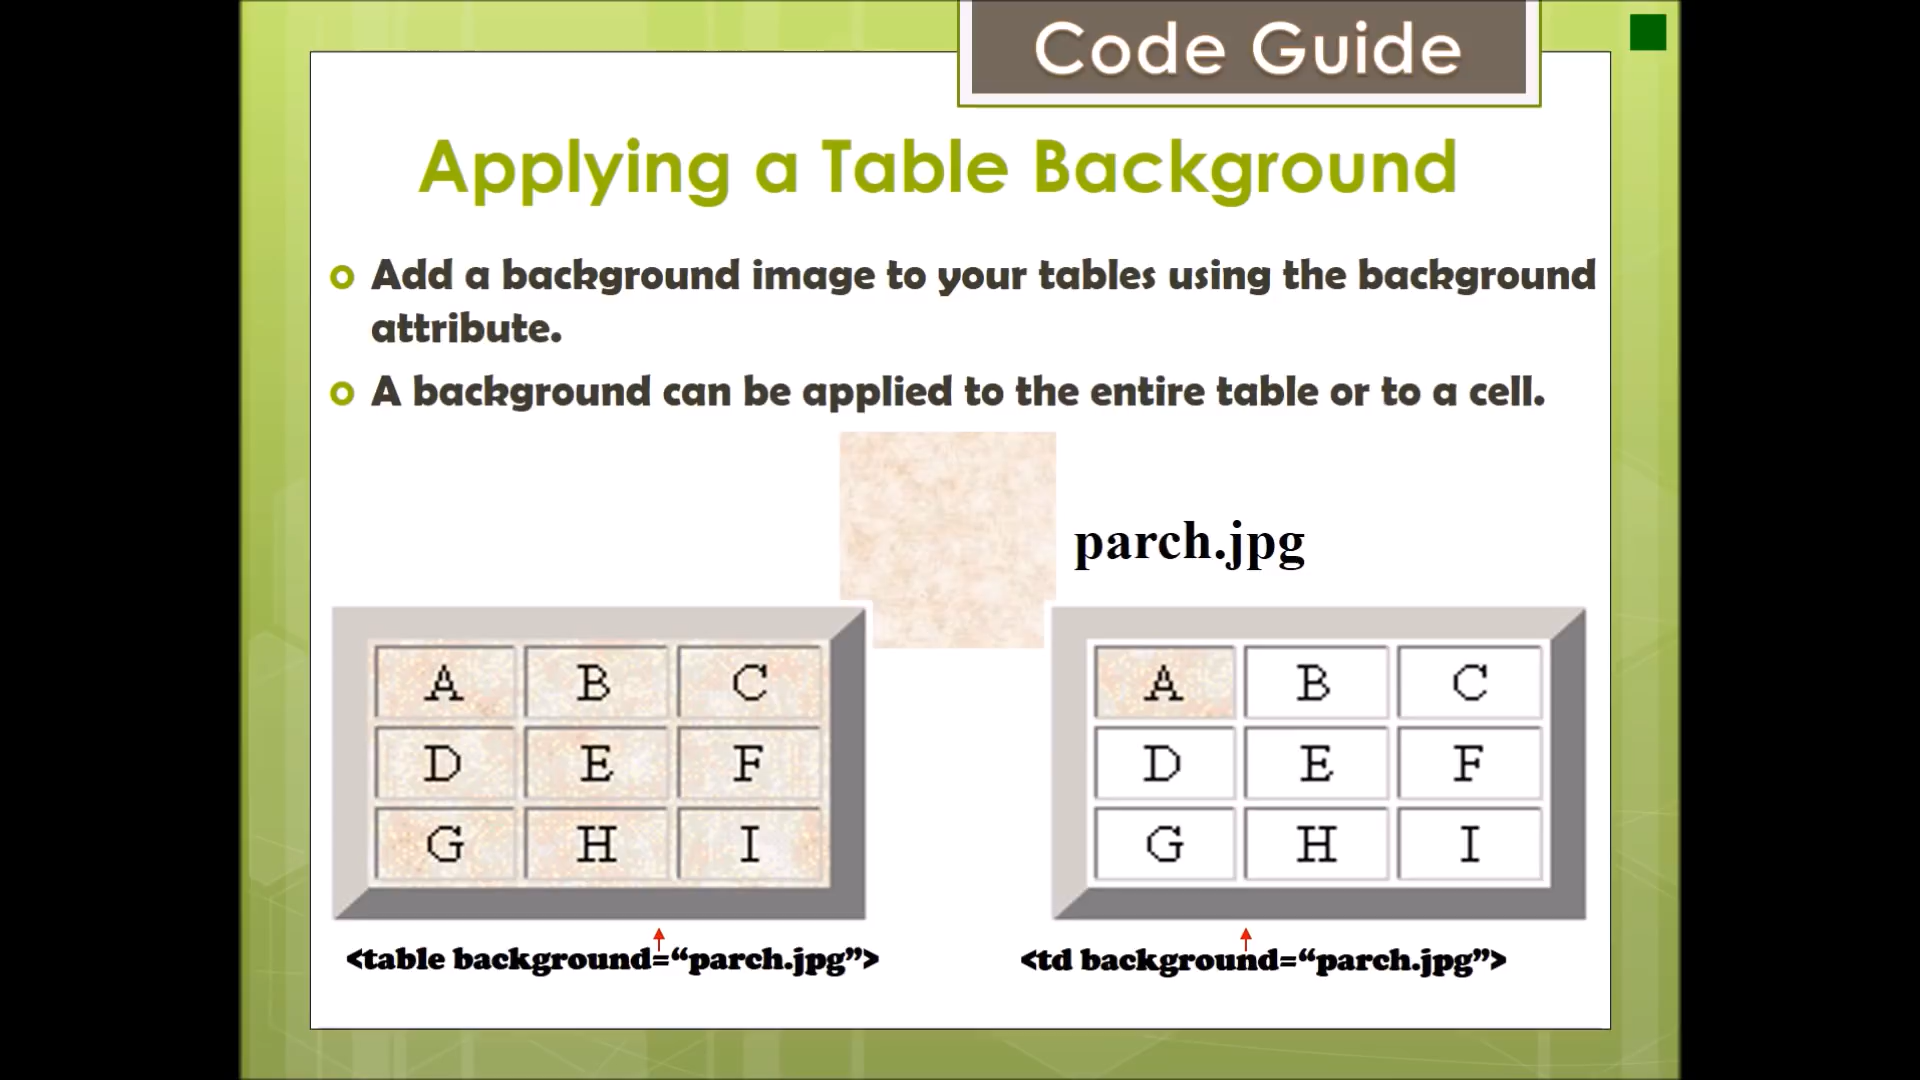 Code Guide
Applying a Table Background
Add a background image to your tables using the background
attribute.
A background can be applied to the entire table or to a cell.
parch.jpg
A B C
D E F
G H I
A B C
D E F
G H I
<table background=“parch.jpg”>
<td background=“parch.jpg”>